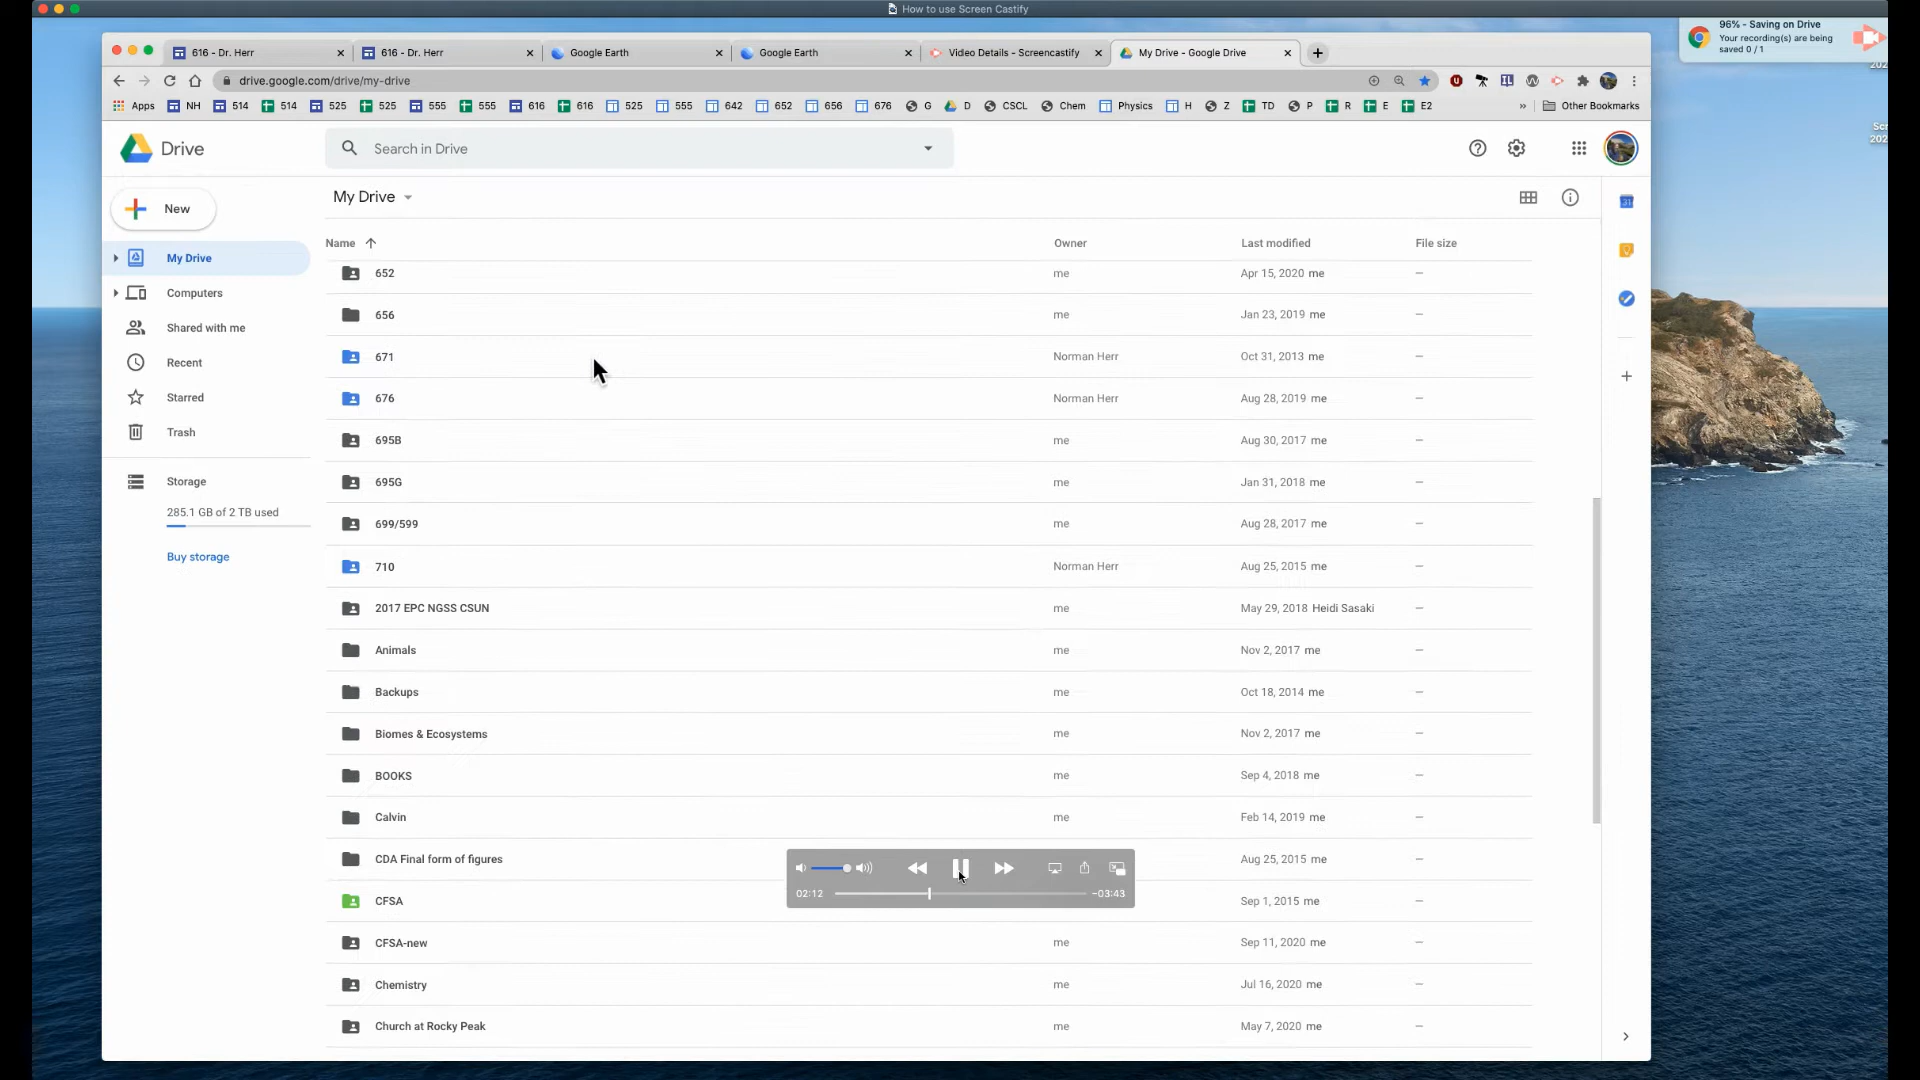 How to use Screen Castify
96% - Saving on Drive
Your recording(s) are being
saved 0 / 1
202
Scr
202
616 - Dr. Herr
616 - Dr. Herr
Google Earth
Google Earth
Video Details - Screencastify
My Drive - Google Drive
drive.google.com/drive/my-drive
Apps NH 514 514 525 525 555 555 616 616 525 555 642 652 656 676 G D CSCL Chem Physics H Z TD P R E E2 » Other Bookmarks
Drive
Search in Drive
New
My Drive
Computers
Shared with me
Recent
Starred
Trash
Storage
285.1 GB of 2 TB used
Buy storage
My Drive
Name Owner Last modified File size
652 me Apr 15, 2020 me –
656 me Jan 23, 2019 me –
671 Norman Herr Oct 31, 2013 me –
676 Norman Herr Aug 28, 2019 me –
695B me Aug 30, 2017 me –
695G me Jan 31, 2018 me –
699/599 me Aug 28, 2017 me –
710 Norman Herr Aug 25, 2015 me –
2017 EPC NGSS CSUN me May 29, 2018 Heidi Sasaki –
Animals me Nov 2, 2017 me –
Backups me Oct 18, 2014 me –
Biomes & Ecosystems me Nov 2, 2017 me –
BOOKS me Sep 4, 2018 me –
Calvin me Feb 14, 2019 me –
CDA Final form of figures Aug 25, 2015 me –
CFSA Sep 1, 2015 me –
CFSA-new me Sep 11, 2020 me –
Chemistry me Jul 16, 2020 me –
Church at Rocky Peak me May 7, 2020 me –
02:12 −03:43
31